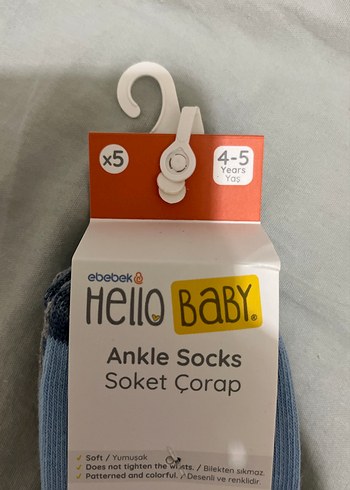 x5
4-5
Years
Yaş
ebebek
Hello BABY®
Ankle Socks
Soket Çorap
✓ Soft / Yumuşak
✓ Does not tighten the / Bilekten sıkmaz.
✓ Patterned and colorful. / Desenli ve renklidir.